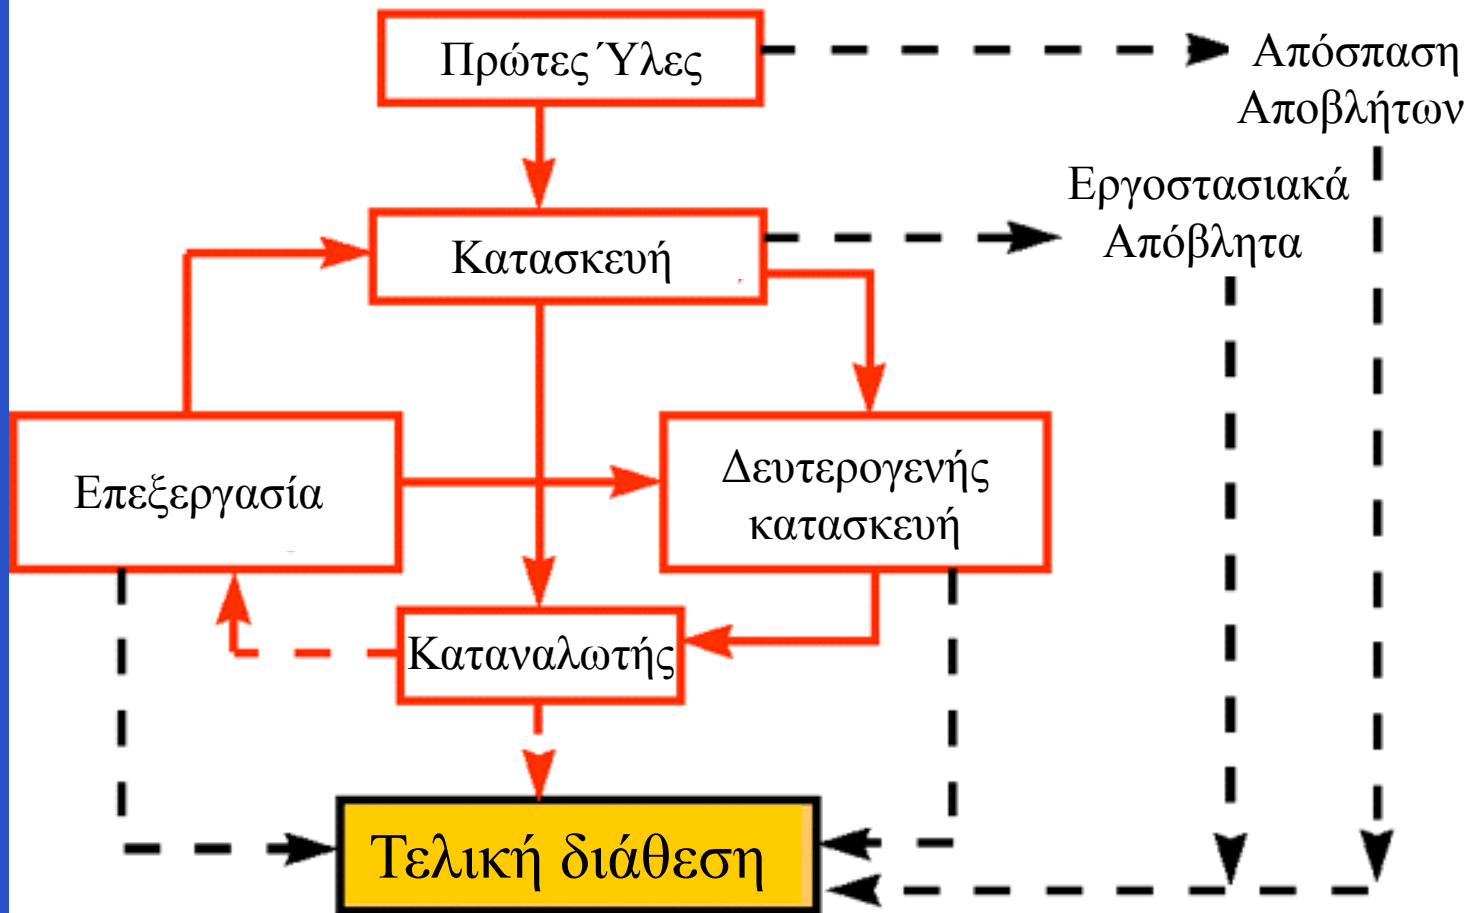 Πρώτες Ύλες
Απόσπαση
Αποβλήτων
Εργοστασιακά
Απόβλητα
Κατασκευή
Επεξεργασία
Δευτερογενής
κατασκευή
Καταναλωτής
Τελική διάθεση